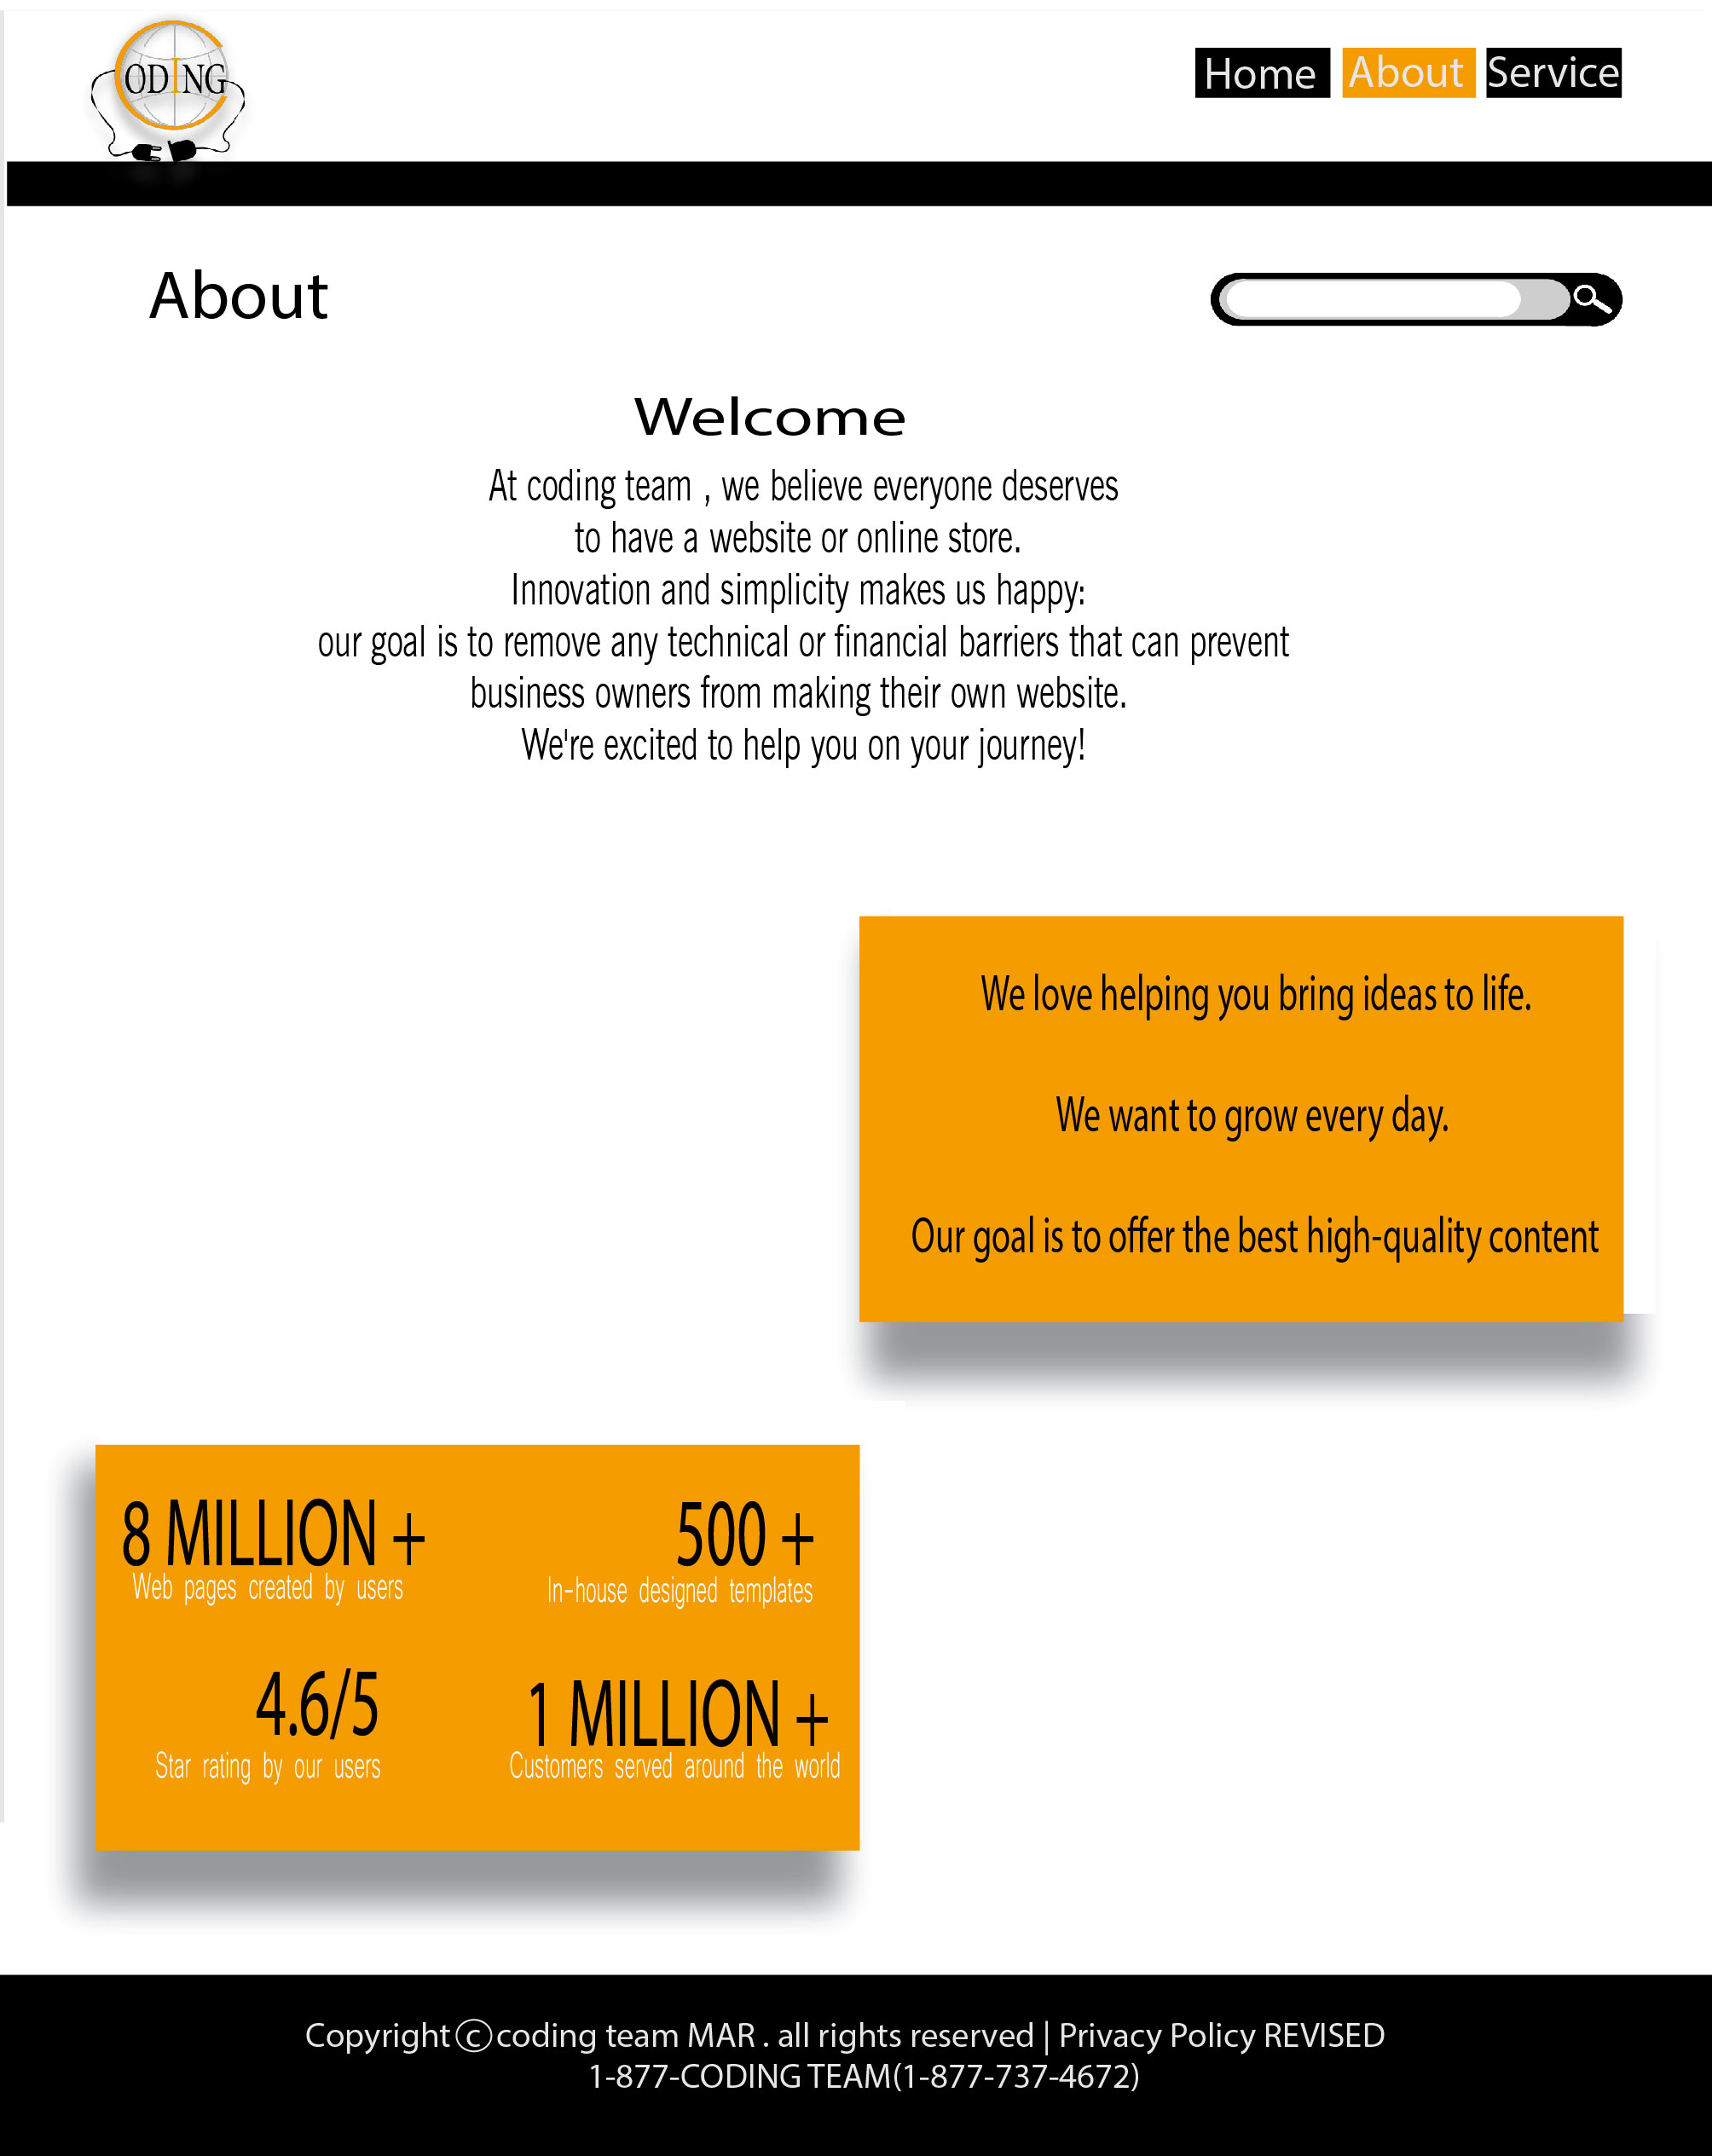 CODING
Home About Service
About
Welcome
At coding team , we believe everyone deserves
to have a website or online store.
Innovation and simplicity makes us happy:
our goal is to remove any technical or financial barriers that can prevent
business owners from making their own website.
We're excited to help you on your journey!
We love helping you bring ideas to life.
We want to grow every day.
Our goal is to offer the best high-quality content
8 MILLION +
Web pages created by users
500 +
In-house designed templates
4.6/5
Star rating by our users
1 MILLION +
Customers served around the world
Copyright ⓒ coding team MAR . all rights reserved | Privacy Policy REVISED
1-877-CODING TEAM(1-877-737-4672)